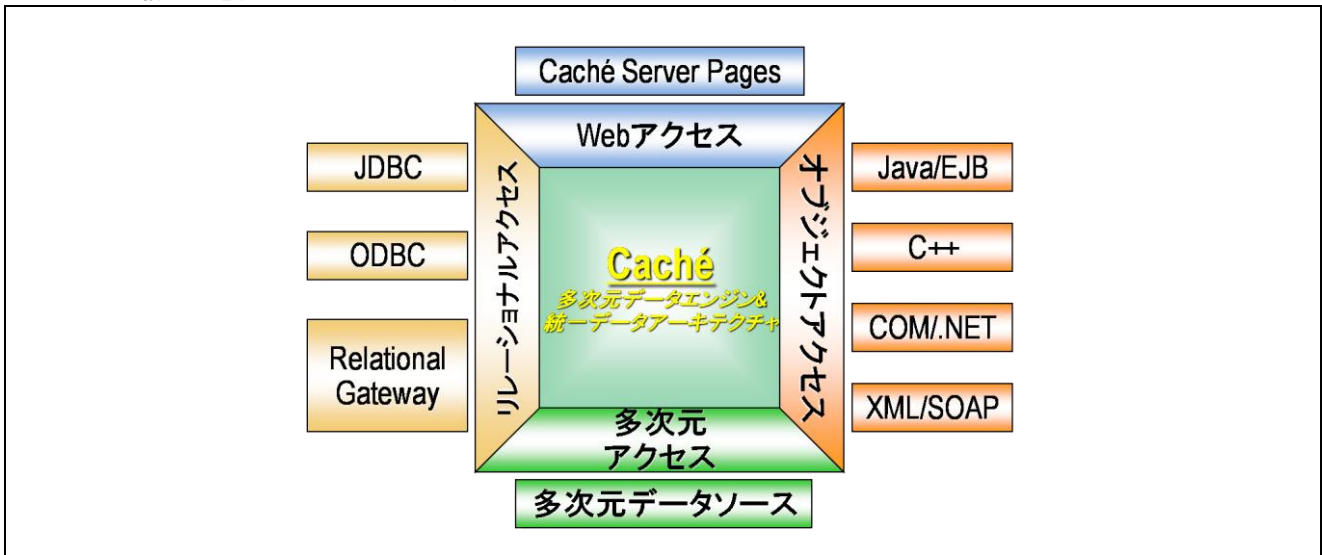 Caché Server Pages
Webアクセス
JDBC
ODBC
Relational
Gateway
リレーショナルアクセス
Caché
多次元データエンジン&
統一データアーキテクチャ
オブジェクトアクセス
Java/EJB
C++
COM/.NET
XML/SOAP
多次元
アクセス
多次元データソース